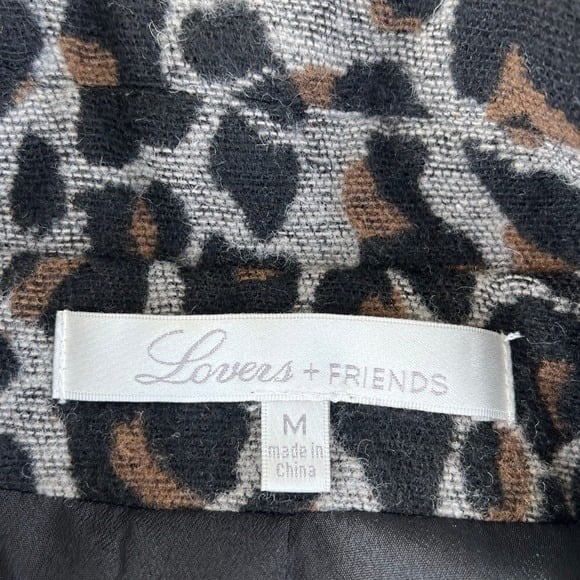 Lovers + FRIENDS
M
made in
China